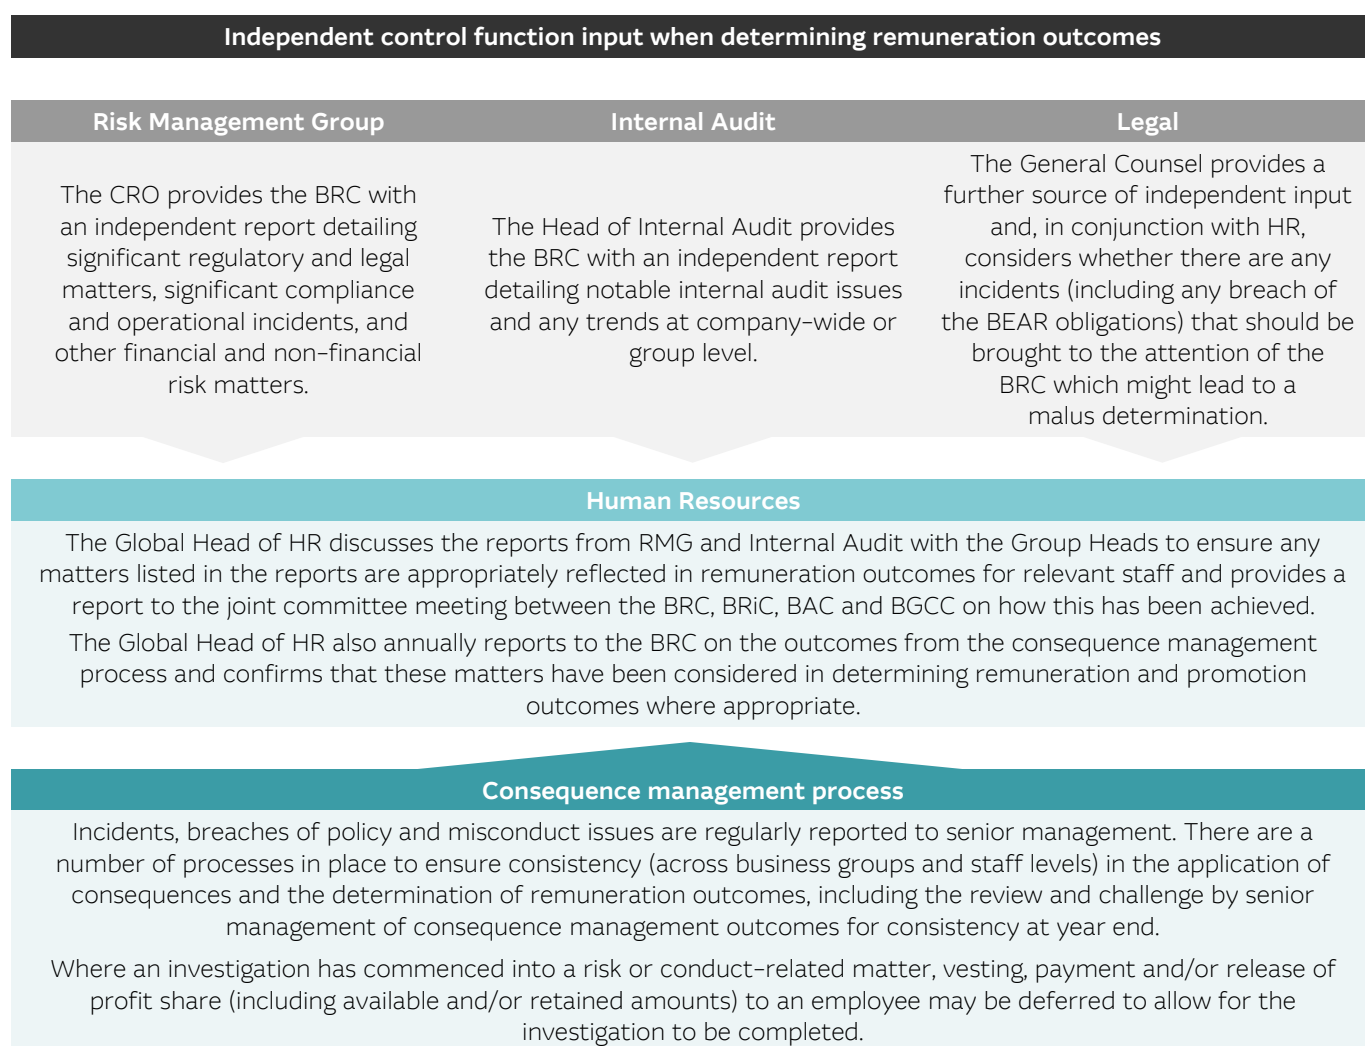 Independent control function input when determining remuneration outcomes
Risk Management Group
The CRO provides the BRC with
an independent report detailing
significant regulatory and legal
matters, significant compliance
and operational incidents, and
other financial and non-financial
risk matters.
Internal Audit
The Head of Internal Audit provides
the BRC with an independent report
detailing notable internal audit issues
and any trends at company-wide or
group level.
Legal
The General Counsel provides a
further source of independent input
and, in conjunction with HR,
considers whether there are any
incidents (including any breach of
the BEAR obligations) that should be
brought to the attention of the
BRC which might lead to a
malus determination.
Human Resources
The Global Head of HR discusses the reports from RMG and Internal Audit with the Group Heads to ensure any
matters listed in the reports are appropriately reflected in remuneration outcomes for relevant staff and provides a
report to the joint committee meeting between the BRC, BRiC, BAC and BGCC on how this has been achieved.
The Global Head of HR also annually reports to the BRC on the outcomes from the consequence management
process and confirms that these matters have been considered in determining remuneration and promotion
outcomes where appropriate.
Consequence management process
Incidents, breaches of policy and misconduct issues are regularly reported to senior management. There are a
number of processes in place to ensure consistency (across business groups and staff levels) in the application of
consequences and the determination of remuneration outcomes, including the review and challenge by senior
management of consequence management outcomes for consistency at year end.
Where an investigation has commenced into a risk or conduct-related matter, vesting, payment and/or release of
profit share (including available and/or retained amounts) to an employee may be deferred to allow for the
investigation to be completed.